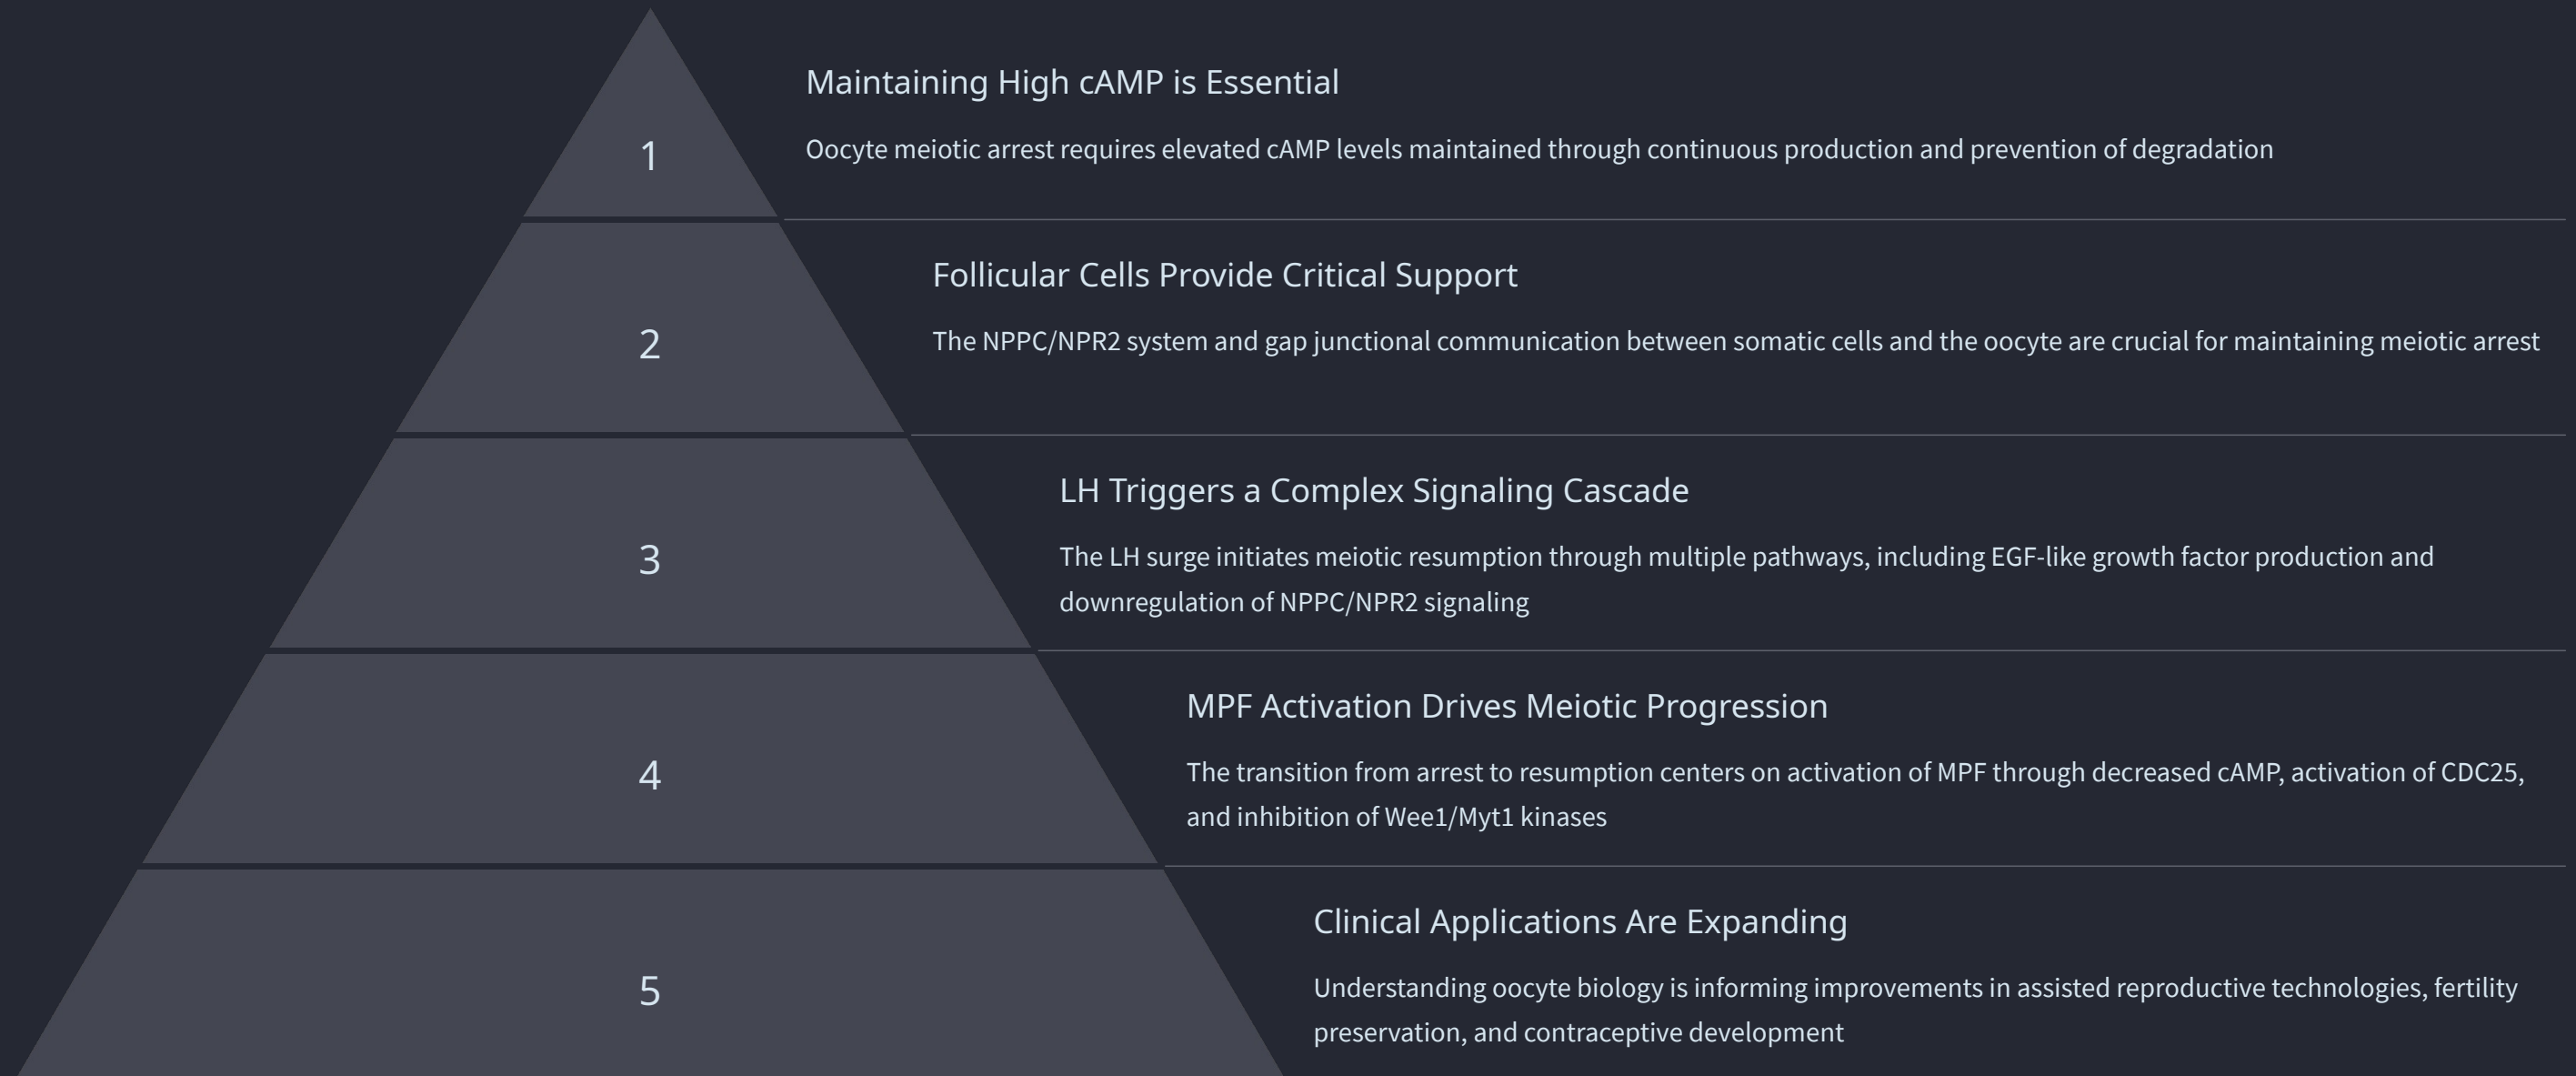 1
Maintaining High cAMP is Essential
Oocyte meiotic arrest requires elevated cAMP levels maintained through continuous production and prevention of degradation
2
Follicular Cells Provide Critical Support
The NPPC/NPR2 system and gap junctional communication between somatic cells and the oocyte are crucial for maintaining meiotic arrest
3
LH Triggers a Complex Signaling Cascade
The LH surge initiates meiotic resumption through multiple pathways, including EGF-like growth factor production and
downregulation of NPPC/NPR2 signaling
4
MPF Activation Drives Meiotic Progression
The transition from arrest to resumption centers on activation of MPF through decreased cAMP, activation of CDC25,
and inhibition of Wee1/Myt1 kinases
5
Clinical Applications Are Expanding
Understanding oocyte biology is informing improvements in assisted reproductive technologies, fertility
preservation, and contraceptive development